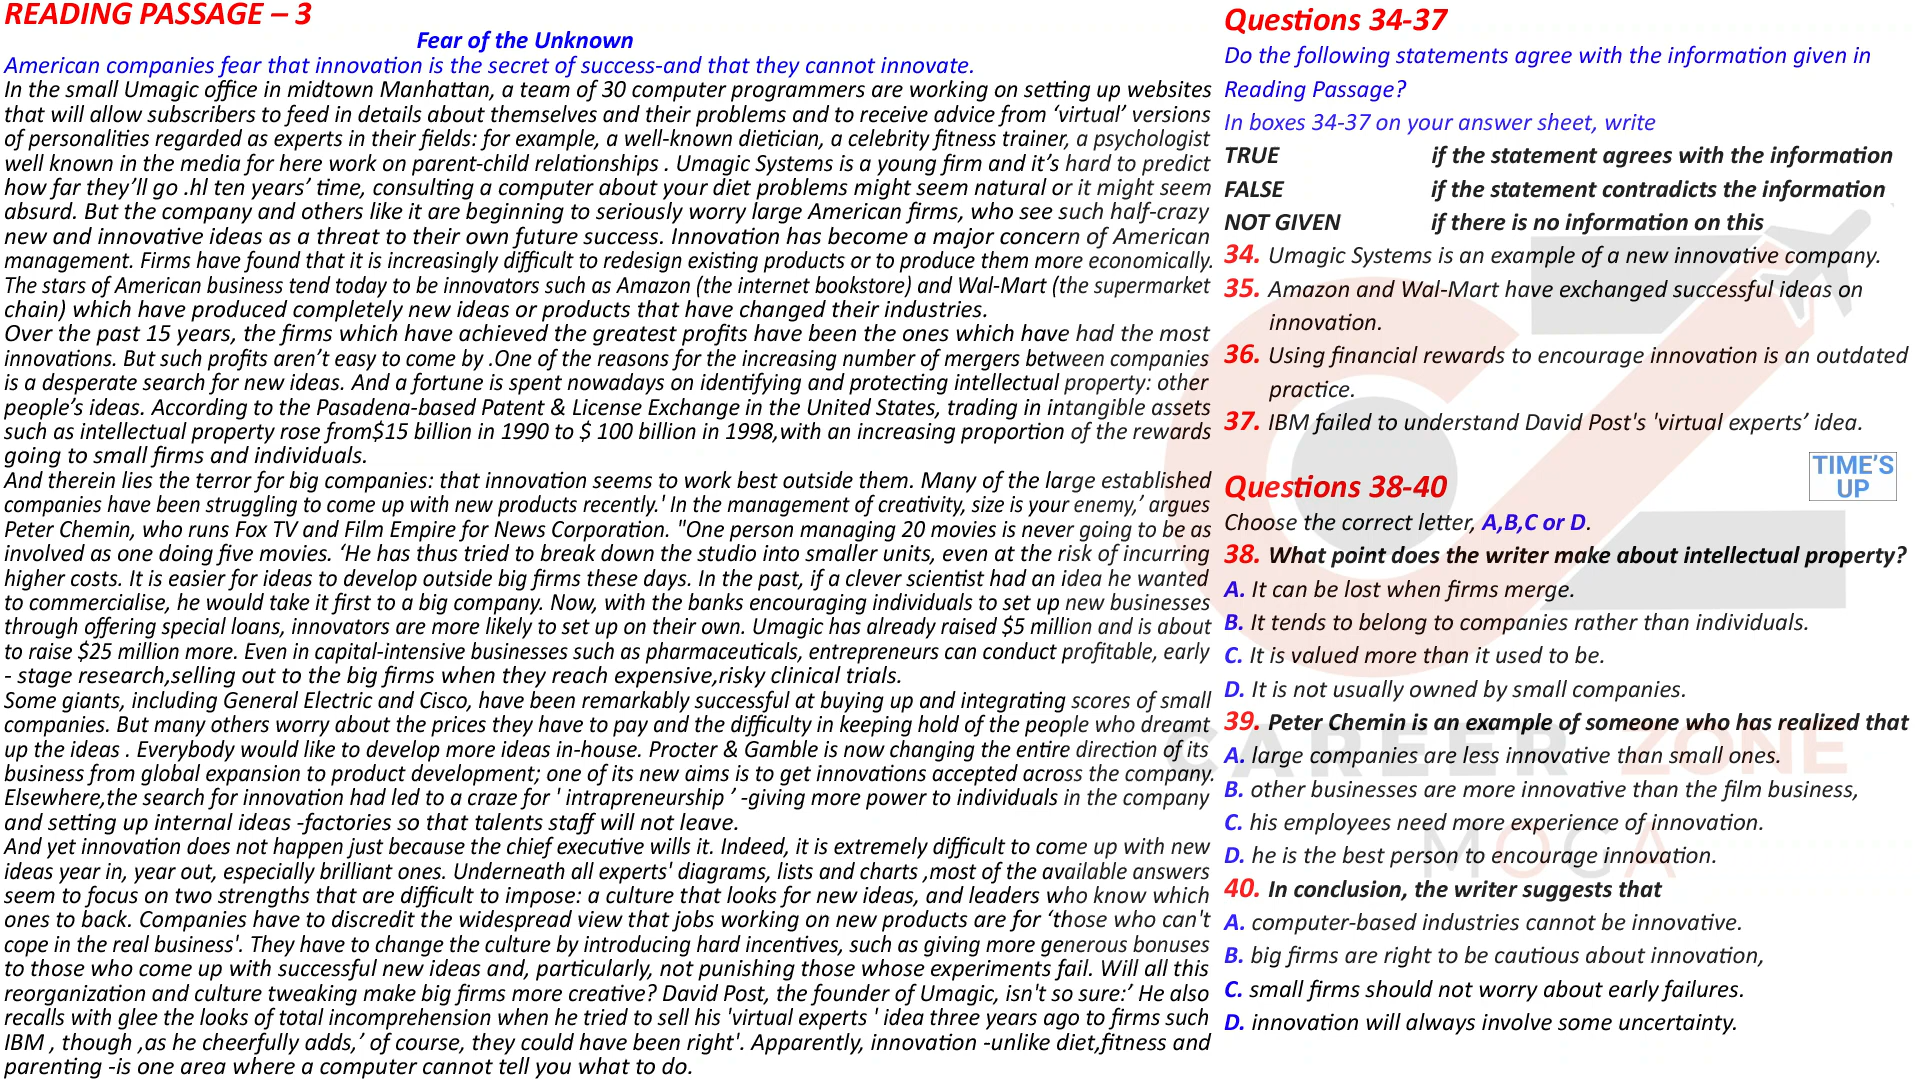 READING PASSAGE – 3
Fear of the Unknown
American companies fear that innovation is the secret of success-and that they cannot innovate.
In the small Umagic office in midtown Manhattan, a team of 30 computer programmers are working on setting up websites
that will allow subscribers to feed in details about themselves and their problems and to receive advice from ‘virtual’ versions
of personalities regarded as experts in their fields: for example, a well-known dietician, a celebrity fitness trainer, a psychologist
well known in the media for here work on parent-child relationships . Umagic Systems is a young firm and it’s hard to predict
how far they’ll go .hl ten years’ time, consulting a computer about your diet problems might seem natural or it might seem
absurd. But the company and others like it are beginning to seriously worry large American firms, who see such half-crazy
new and innovative ideas as a threat to their own future success. Innovation has become a major concern of American
management. Firms have found that it is increasingly difficult to redesign existing products or to produce them more economically.
The stars of American business tend today to be innovators such as Amazon (the internet bookstore) and Wal-Mart (the supermarket
chain) which have produced completely new ideas or products that have changed their industries.
Over the past 15 years, the firms which have achieved the greatest profits have been the ones which have had the most
innovations. But such profits aren’t easy to come by .One of the reasons for the increasing number of mergers between companies
is a desperate search for new ideas. And a fortune is spent nowadays on identifying and protecting intellectual property: other
people’s ideas. According to the Pasadena-based Patent & License Exchange in the United States, trading in intangible assets
such as intellectual property rose from$15 billion in 1990 to $ 100 billion in 1998,with an increasing proportion of the rewards
going to small firms and individuals.
And therein lies the terror for big companies: that innovation seems to work best outside them. Many of the large established
companies have been struggling to come up with new products recently.' In the management of creativity, size is your enemy,’ argues
Peter Chemin, who runs Fox TV and Film Empire for News Corporation. "One person managing 20 movies is never going to be as
involved as one doing five movies. ‘He has thus tried to break down the studio into smaller units, even at the risk of incurring
higher costs. It is easier for ideas to develop outside big firms these days. In the past, if a clever scientist had an idea he wanted
to commercialise, he would take it first to a big company. Now, with the banks encouraging individuals to set up new businesses
through offering special loans, innovators are more likely to set up on their own. Umagic has already raised $5 million and is about
to raise $25 million more. Even in capital-intensive businesses such as pharmaceuticals, entrepreneurs can conduct profitable, early
- stage research,selling out to the big firms when they reach expensive,risky clinical trials.
Some giants, including General Electric and Cisco, have been remarkably successful at buying up and integrating scores of small
companies. But many others worry about the prices they have to pay and the difficulty in keeping hold of the people who dreamt
up the ideas . Everybody would like to develop more ideas in-house. Procter & Gamble is now changing the entire direction of its
business from global expansion to product development; one of its new aims is to get innovations accepted across the company.
Elsewhere,the search for innovation had led to a craze for ' intrapreneurship ’ -giving more power to individuals in the company
and setting up internal ideas -factories so that talents staff will not leave.
And yet innovation does not happen just because the chief executive wills it. Indeed, it is extremely difficult to come up with new
ideas year in, year out, especially brilliant ones. Underneath all experts' diagrams, lists and charts ,most of the available answers
seem to focus on two strengths that are difficult to impose: a culture that looks for new ideas, and leaders who know which
ones to back. Companies have to discredit the widespread view that jobs working on new products are for ‘those who can't
cope in the real business'. They have to change the culture by introducing hard incentives, such as giving more generous bonuses
to those who come up with successful new ideas and, particularly, not punishing those whose experiments fail. Will all this
reorganization and culture tweaking make big firms more creative? David Post, the founder of Umagic, isn't so sure:’ He also
recalls with glee the looks of total incomprehension when he tried to sell his 'virtual experts ' idea three years ago to firms such
IBM , though ,as he cheerfully adds,’ of course, they could have been right'. Apparently, innovation -unlike diet,fitness and
parenting -is one area where a computer cannot tell you what to do.
Questions 34-37
Do the following statements agree with the information given in
Reading Passage?
In boxes 34-37 on your answer sheet, write
TRUE if the statement agrees with the information
FALSE if the statement contradicts the information
NOT GIVEN if there is no information on this
34. Umagic Systems is an example of a new innovative company.
35. Amazon and Wal-Mart have exchanged successful ideas on
innovation.
36. Using financial rewards to encourage innovation is an outdated
practice.
37. IBM failed to understand David Post's 'virtual experts’ idea.
TIME’S
UP
Questions 38-40
Choose the correct letter, A,B,C or D.
38. What point does the writer make about intellectual property?
A. It can be lost when firms merge.
B. It tends to belong to companies rather than individuals.
C. It is valued more than it used to be.
D. It is not usually owned by small companies.
39. Peter Chemin is an example of someone who has realized that
A. large companies are less innovative than small ones.
B. other businesses are more innovative than the film business,
C. his employees need more experience of innovation.
D. he is the best person to encourage innovation.
40. In conclusion, the writer suggests that
A. computer-based industries cannot be innovative.
B. big firms are right to be cautious about innovation,
C. small firms should not worry about early failures.
D. innovation will always involve some uncertainty.
CAREER ZONE
MOGA